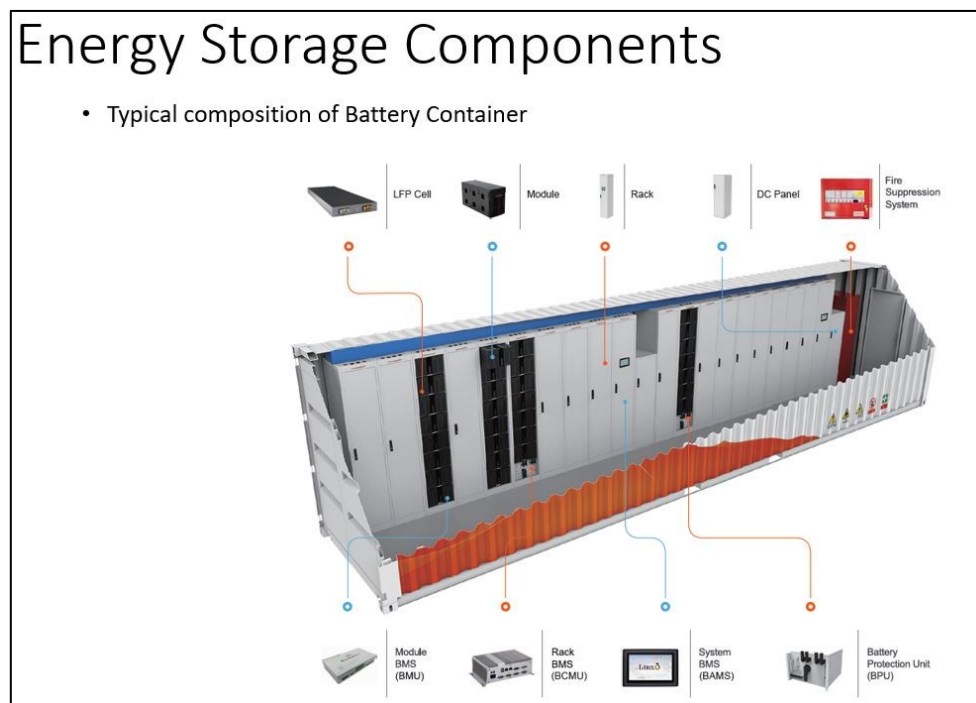 Energy Storage Components
• Typical composition of Battery Container
LFP Cell
Module
Rack
DC Panel
Fire
Suppression
System
Module
BMS
(BMU)
Rack
BMS
(BCMU)
System
BMS
(BAMS)
Battery
Protection Unit
(BPU)